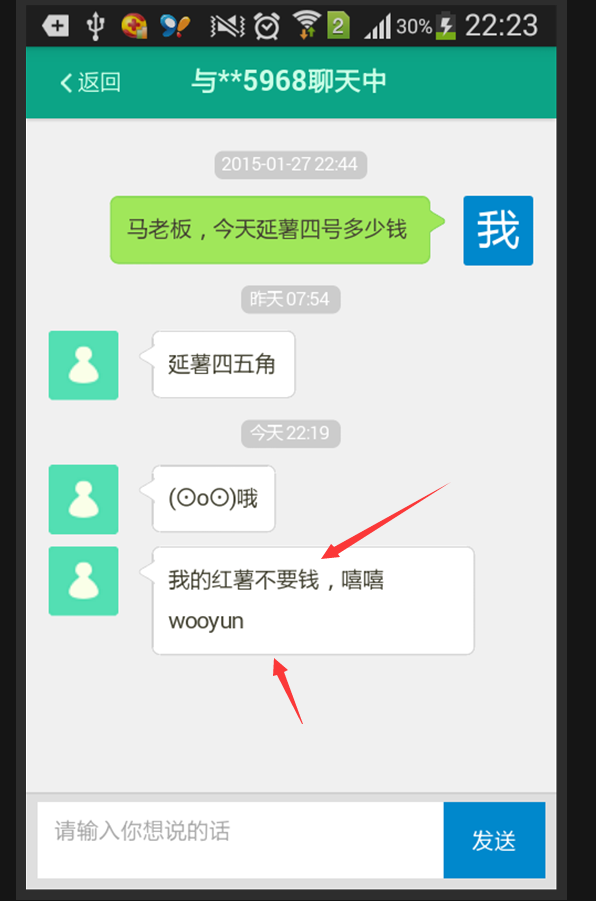 2 30% 22:23
返回 与**5968聊天中
2015-01-27 22:44
马老板，今天延薯四号多少钱
我
昨天 07:54
延薯四五角
今天 22:19
(⊙o⊙)哦
我的红薯不要钱，嘻嘻
wooyun
请输入你想说的话
发送